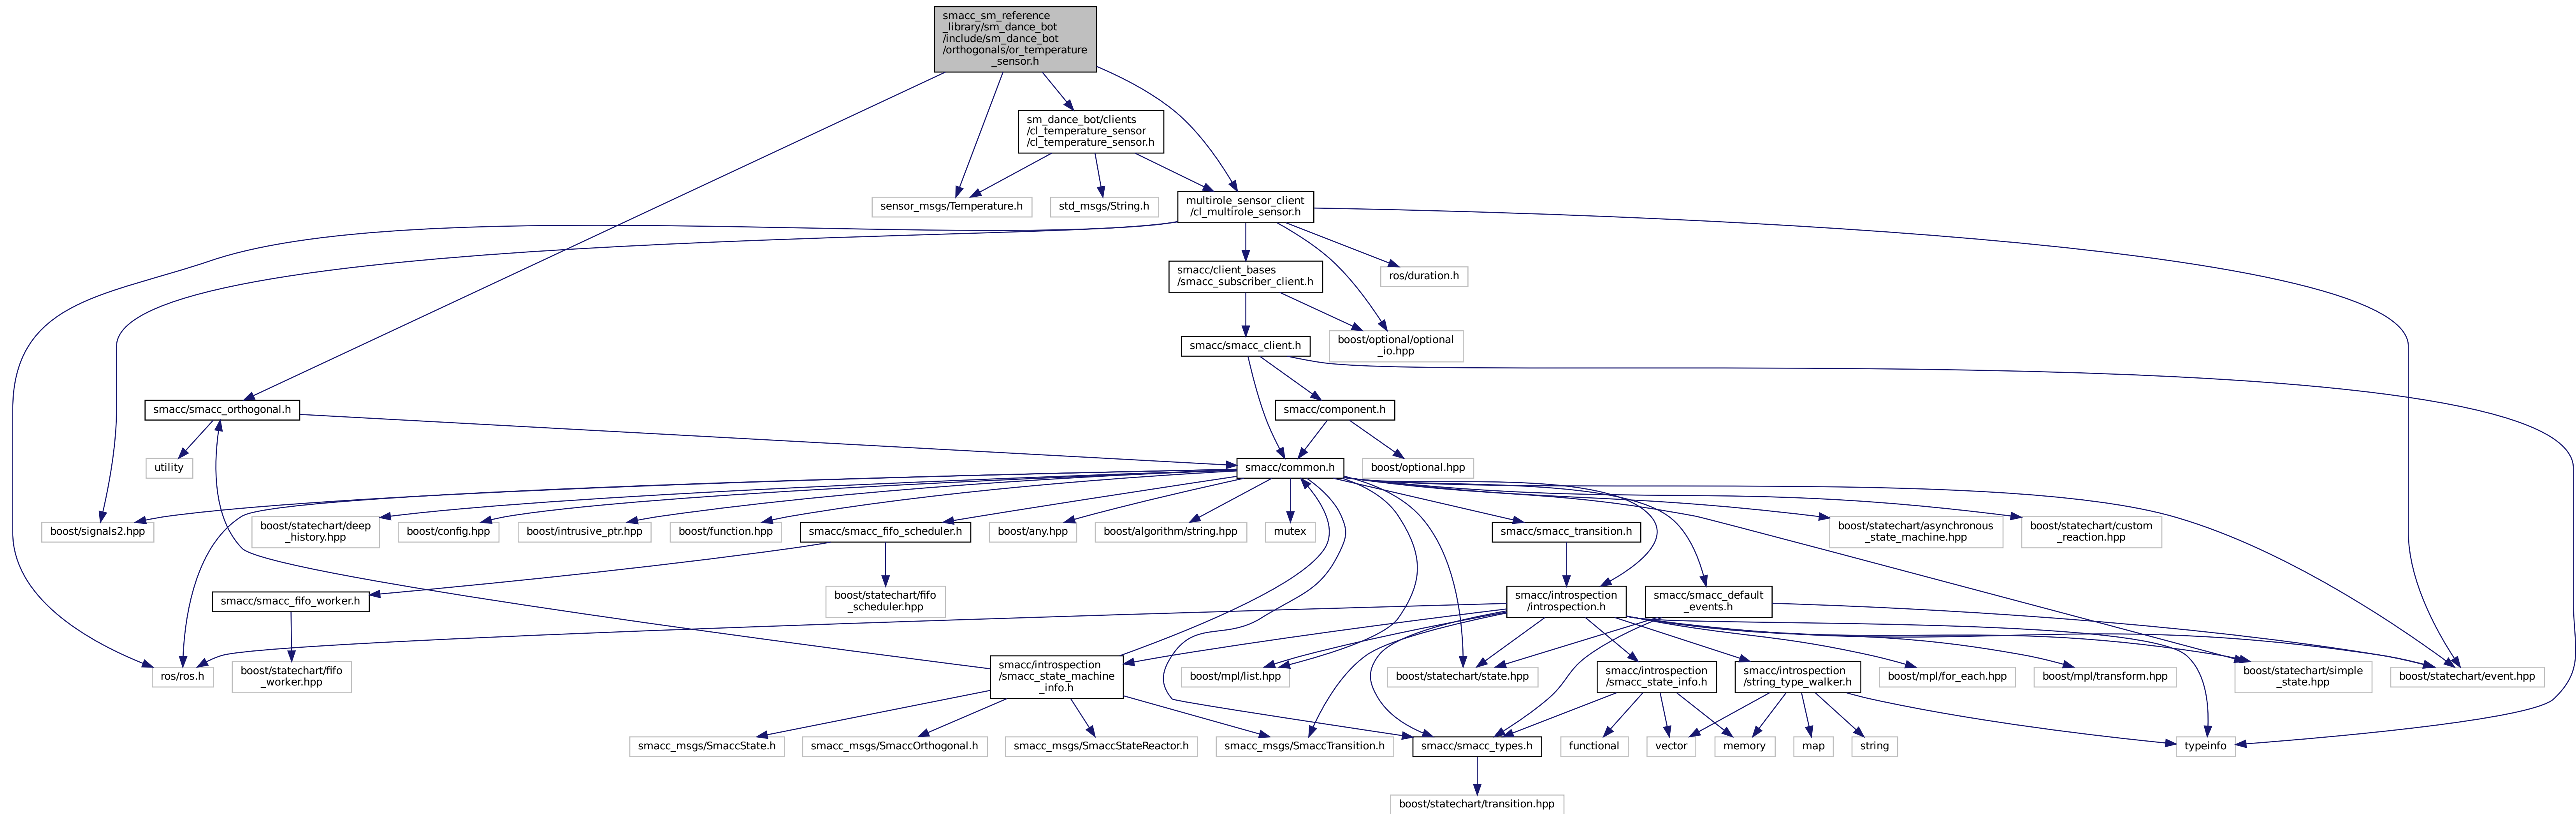 smacc_sm_reference
_library/sm_dance_bot
/include/sm_dance_bot
/orthogonals/or_temperature
_sensor.h
sm_dance_bot/clients
/cl_temperature_sensor
/cl_temperature_sensor.h
sensor_msgs/Temperature.h
std_msgs/String.h
multirole_sensor_client
/cl_multirole_sensor.h
smacc/client_bases
/smacc_subscriber_client.h
ros/duration.h
smacc/smacc_client.h
boost/optional/optional
_io.hpp
smacc/smacc_orthogonal.h
smacc/component.h
utility
smacc/common.h
boost/optional.hpp
boost/signals2.hpp
boost/statechart/deep
_history.hpp
boost/config.hpp
boost/intrusive_ptr.hpp
boost/function.hpp
smacc/smacc_fifo_scheduler.h
boost/any.hpp
boost/algorithm/string.hpp
mutex
smacc/smacc_transition.h
boost/statechart/asynchronous
_state_machine.hpp
boost/statechart/custom
_reaction.hpp
smacc/smacc_fifo_worker.h
boost/statechart/fifo
_scheduler.hpp
smacc/introspection
/introspection.h
smacc/smacc_default
_events.h
ros/ros.h
boost/statechart/fifo
_worker.hpp
smacc/introspection
/smacc_state_machine
_info.h
boost/mpl/list.hpp
boost/statechart/state.hpp
smacc/introspection
/smacc_state_info.h
smacc/introspection
/string_type_walker.h
boost/mpl/for_each.hpp
boost/mpl/transform.hpp
boost/statechart/simple
_state.hpp
boost/statechart/event.hpp
smacc_msgs/SmaccState.h
smacc_msgs/SmaccOrthogonal.h
smacc_msgs/SmaccStateReactor.h
smacc_msgs/SmaccTransition.h
smacc/smacc_types.h
functional
vector
memory
map
string
typeinfo
boost/statechart/transition.hpp